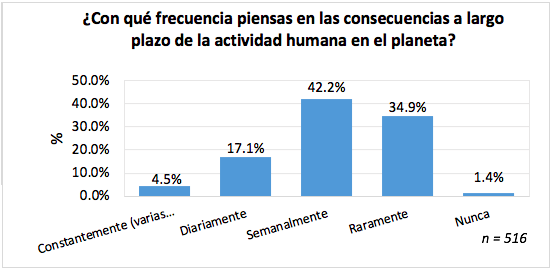 ¿Con qué frecuencia piensas en las consecuencias a largo
plazo de la actividad humana en el planeta?
%
50.0%
40.0%
30.0%
20.0%
10.0%
0.0%
4.5%
17.1%
42.2%
34.9%
1.4%
Constantemente (varias...
Diariamente
Semanalmente
Raramente
Nunca
n = 516